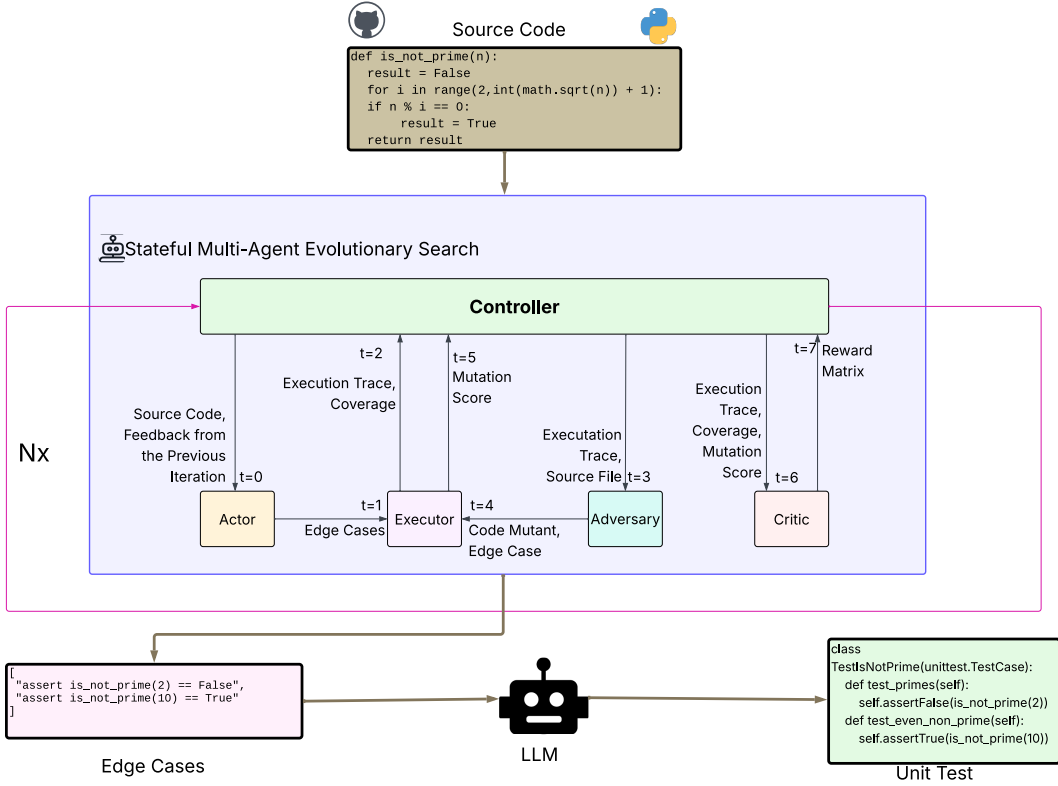 Source Code
def is_not_prime(n):
result = False
for i in range(2,int(math.sqrt(n)) + 1):
if n % i == 0:
result = True
return result
Stateful Multi-Agent Evolutionary Search
Controller
t=2
Execution Trace,
Coverage
t=5
Mutation
Score
t=7
Reward
Matrix
Source Code,
Feedback from
the Previous
Iteration
t=0
Executation
Trace,
Source File
t=3
Execution
Trace,
Coverage,
Mutation
Score
t=6
Nx
Actor
t=1
Edge Cases
Executor
t=4
Code Mutant,
Edge Case
Adversary
Critic
[
"assert is_not_prime(2) == False",
"assert is_not_prime(10) == True"
]
Edge Cases
LLM
class
TestIsNotPrime(unittest.TestCase):
def test_primes(self):
self.assertFalse(is_not_prime(2))
def test_even_non_prime(self):
self.assertTrue(is_not_prime(10))
Unit Test